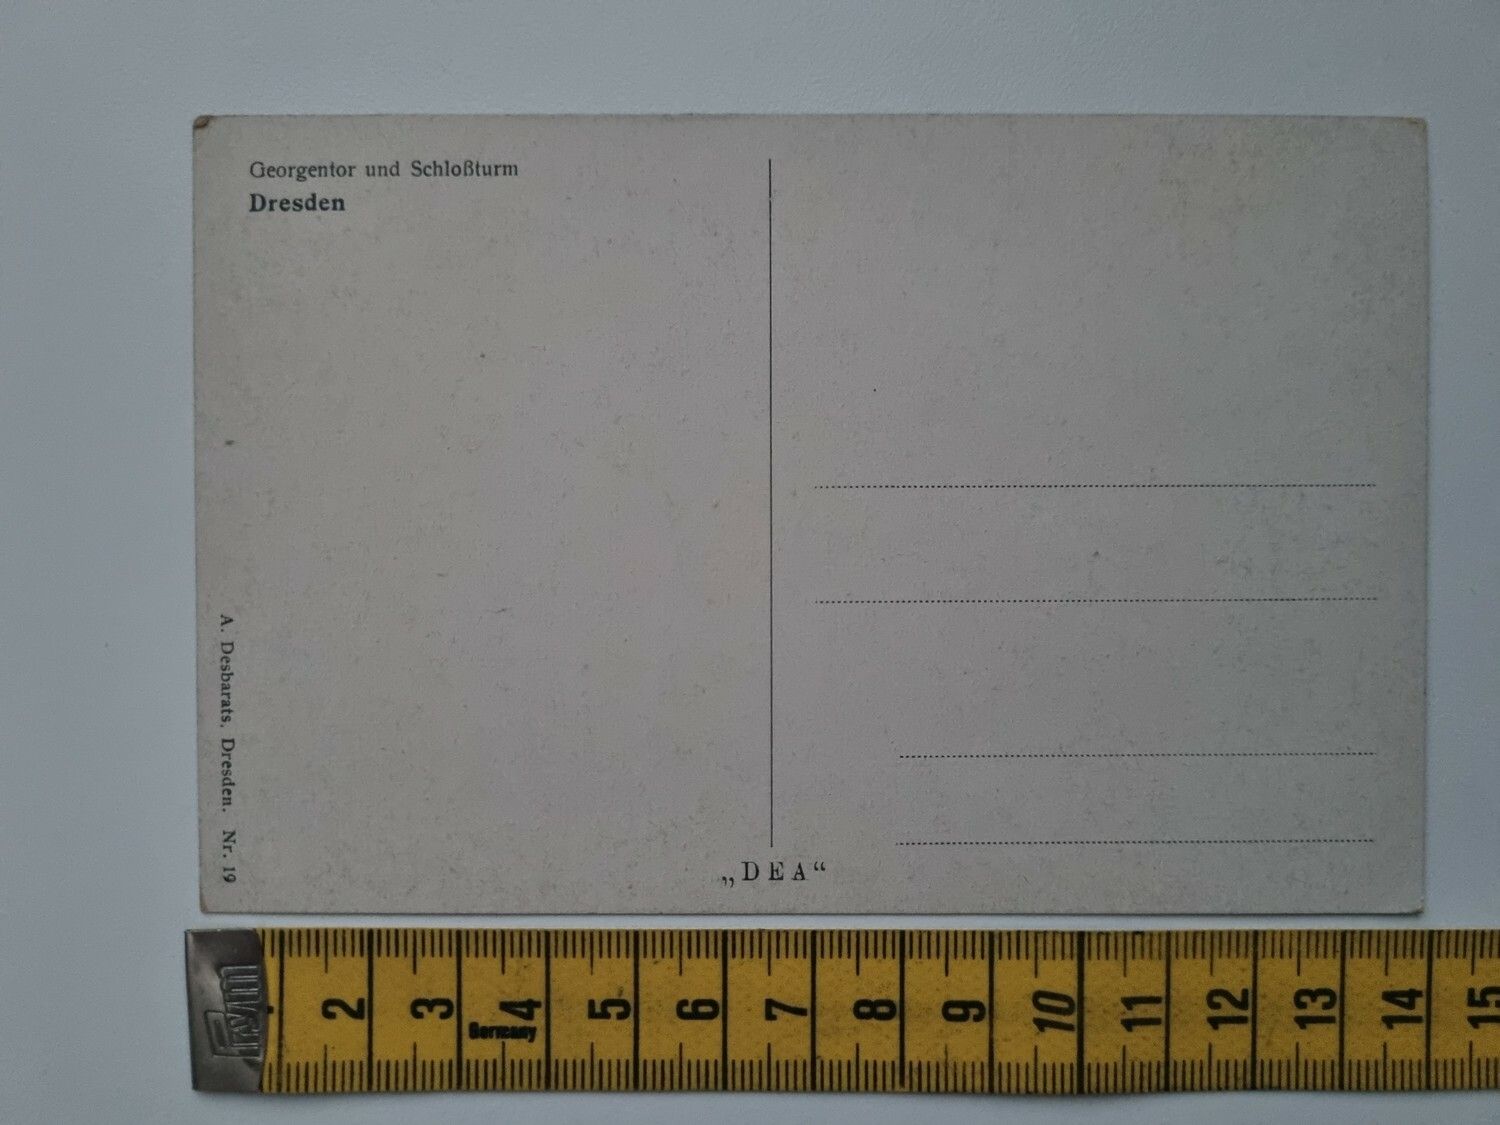 Georgentor und Schloßturm
Dresden
A. Desbarats, Dresden. Nr. 19
„DEA“
Prym
2 3 4 5 6 7 8 9 10 11 12 13 14 15
Germany